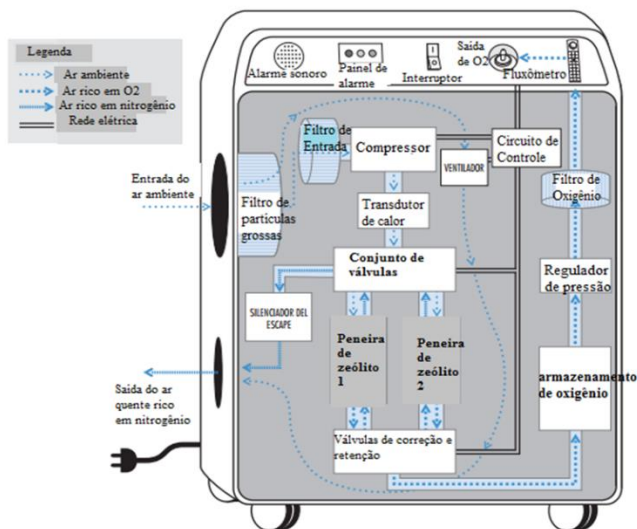 Legenda
Ar ambiente
Ar rico em O2
Ar rico em nitrogênio
Rede elétrica
Alarme sonoro
Painel de
alarme
Interruptor
Saída
de O2
Fluxômetro
Entrada do
ar ambiente
Filtro de
partículas
grossas
Filtro de
Entrada
Compressor
VENTILADOR
Circuito de
Controle
Filtro de
Oxigênio
Transdutor
de calor
Conjunto de
válvulas
Regulador
de pressão
SILENCIADOR DEL
ESCAPE
Peneira
de
zeólito
1
Peneira
de
zeólito 2
armazenamento
de oxigênio
Saída do ar
quente rico
em nitrogênio
Válvulas de correção e
retenção